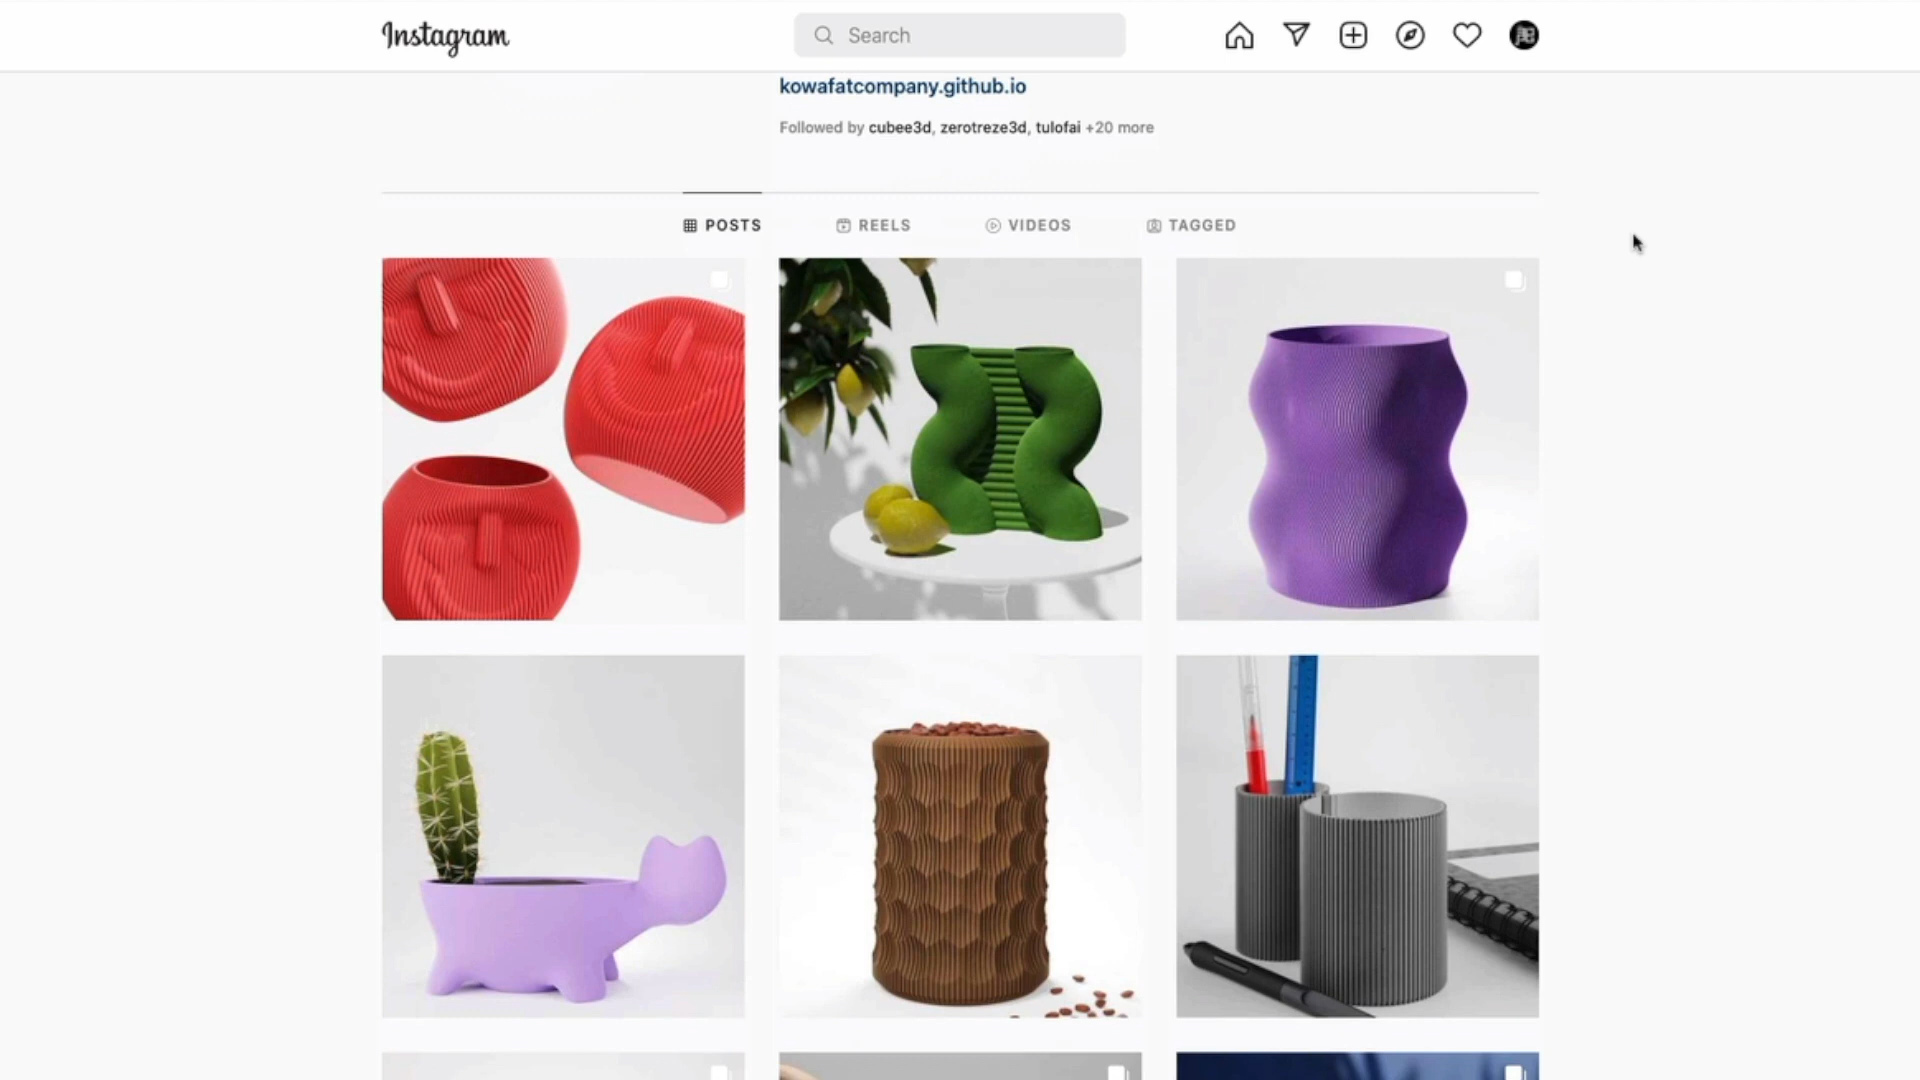 Instagram
Search
kowafatcompany.github.io
Followed by cubee3d, zerotreze3d, tulofai +20 more
POSTS
REELS
VIDEOS
TAGGED